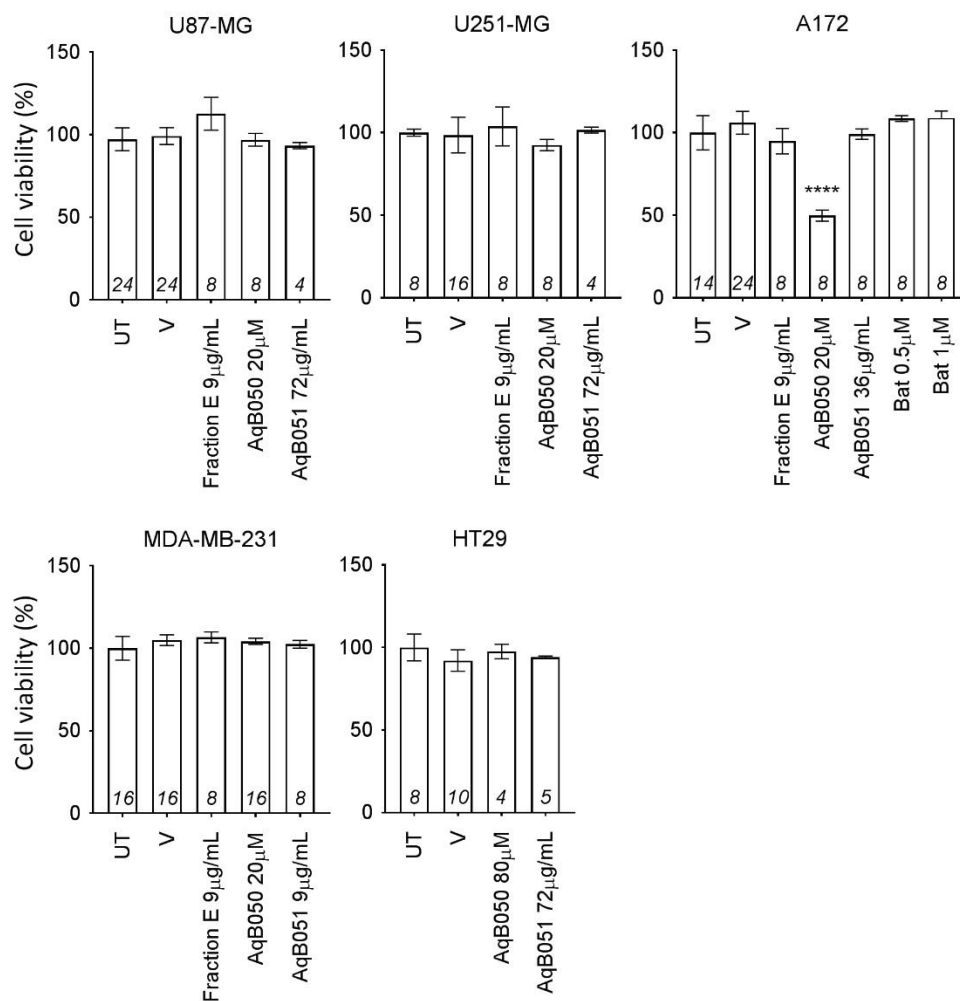 U87-MG
Cell viability (%)
150
100
50
0
24
24
8
8
4
UT
V
Fraction E 9μg/mL
AqB050 20μM
AqB051 72μg/mL
U251-MG
150
100
50
0
8
16
8
8
4
UT
V
Fraction E 9μg/mL
AqB050 20μM
AqB051 72μg/mL
A172
150
100
50
0
****
14
24
8
8
8
8
8
UT
V
Fraction E 9μg/mL
AqB050 20μM
AqB051 36μg/mL
Bat 0.5μM
Bat 1μM
MDA-MB-231
Cell viability (%)
150
100
50
0
16
16
8
16
8
UT
V
Fraction E 9μg/mL
AqB050 20μM
AqB051 9μg/mL
HT29
150
100
50
0
8
10
4
5
UT
V
AqB050 80μM
AqB051 72μg/mL